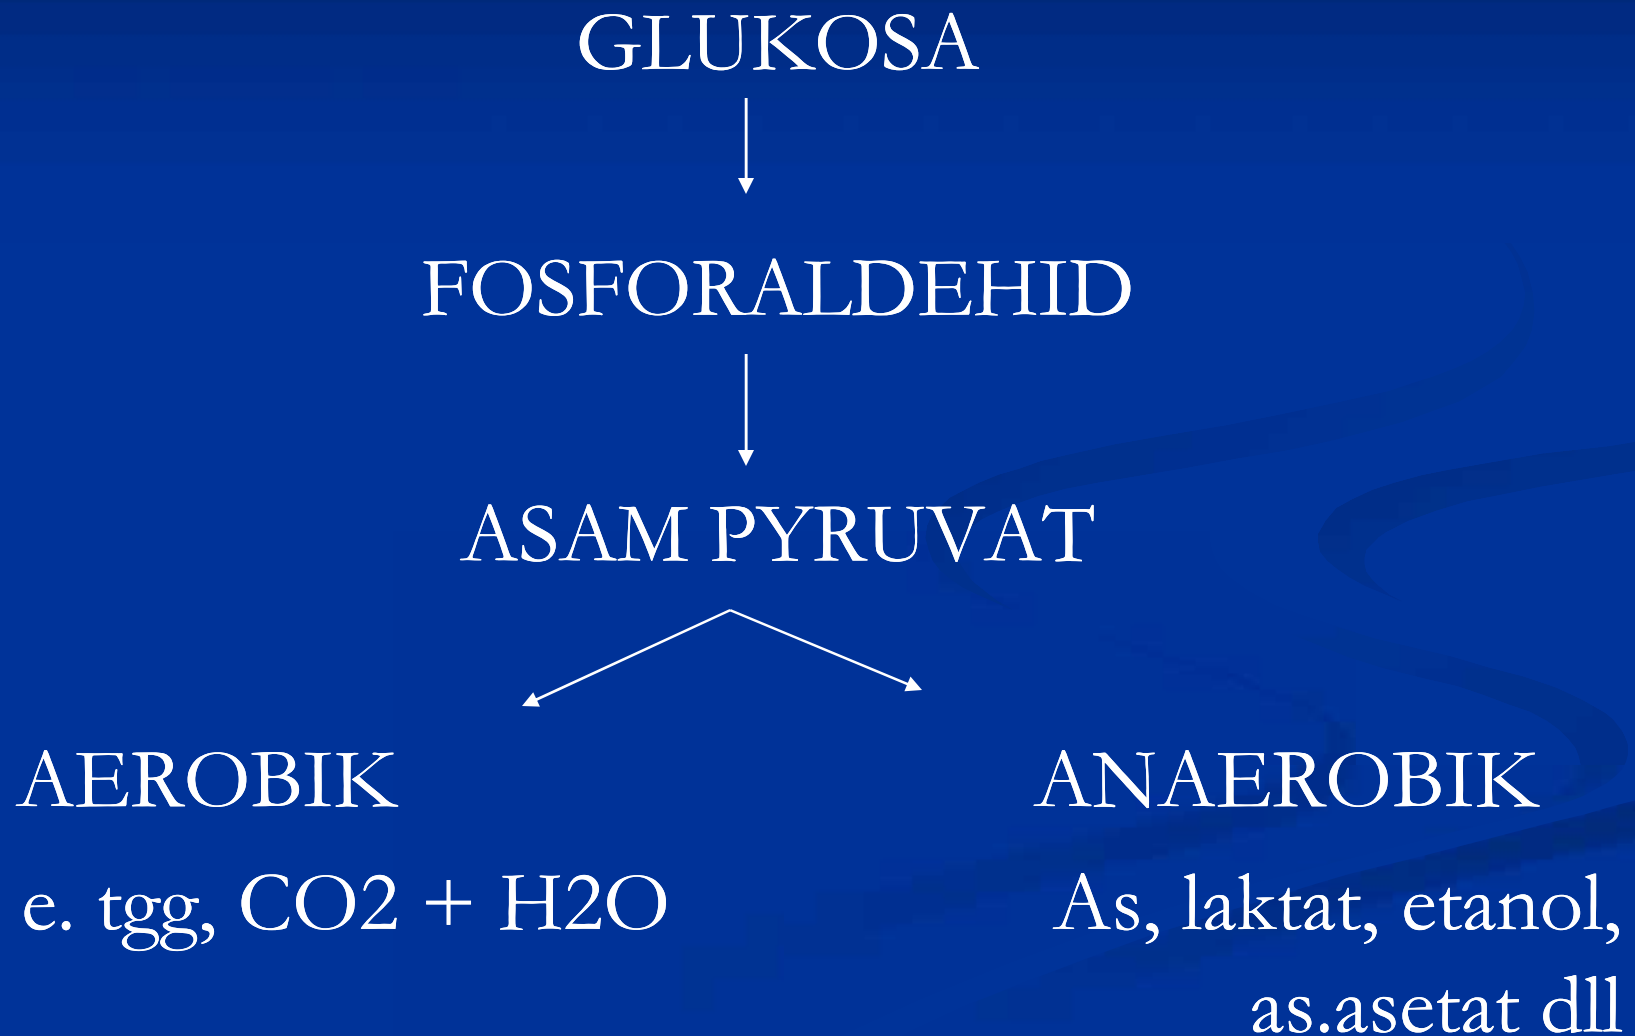 GLUKOSA
FOSFORALDEHID
ASAM PYRUVAT
AEROBIK
ANAEROBIK
e. tgg, CO2 + H2O
As, laktat, etanol,
as.asetat dll